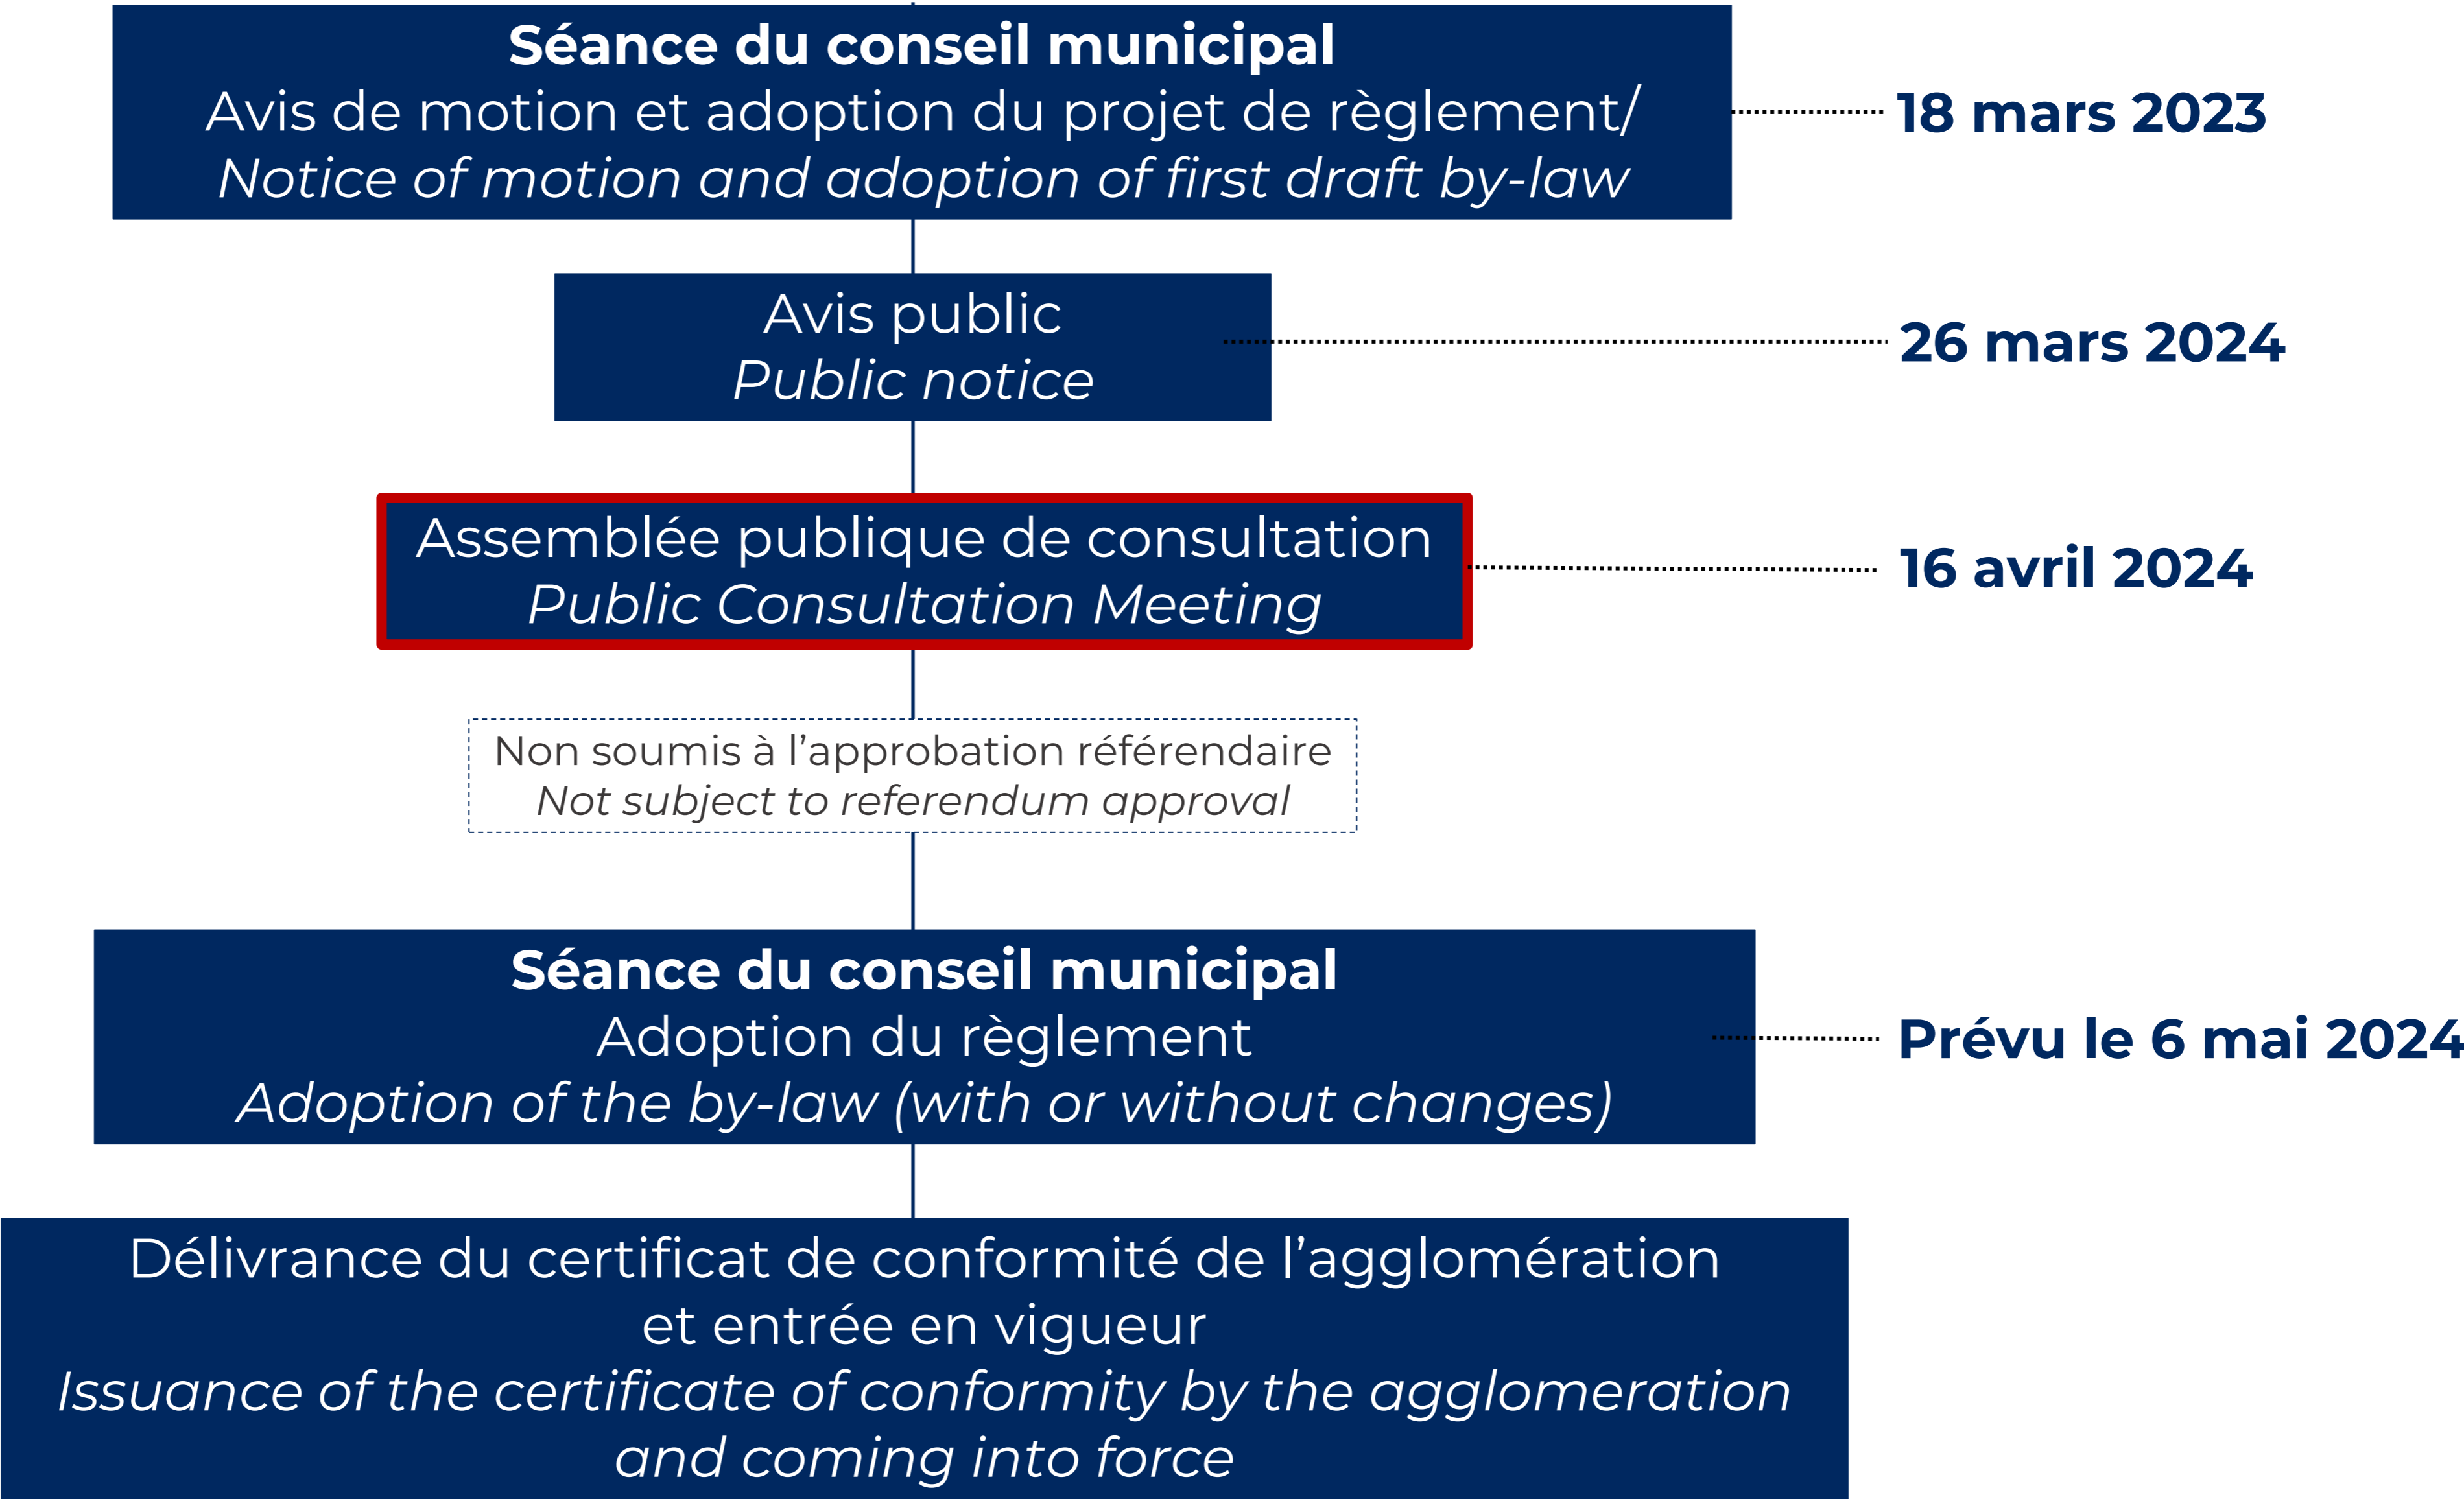 Séance du conseil municipal
Avis de motion et adoption du projet de règlement/
Notice of motion and adoption of first draft by-law
18 mars 2023
Avis public
Public notice
26 mars 2024
Assemblée publique de consultation
Public Consultation Meeting
16 avril 2024
Non soumis à l’approbation référendaire
Not subject to referendum approval
Séance du conseil municipal
Adoption du règlement
Adoption of the by-law (with or without changes)
Prévu le 6 mai 2024
Délivrance du certificat de conformité de l’agglomération
et entrée en vigueur
Issuance of the certificate of conformity by the agglomeration
and coming into force